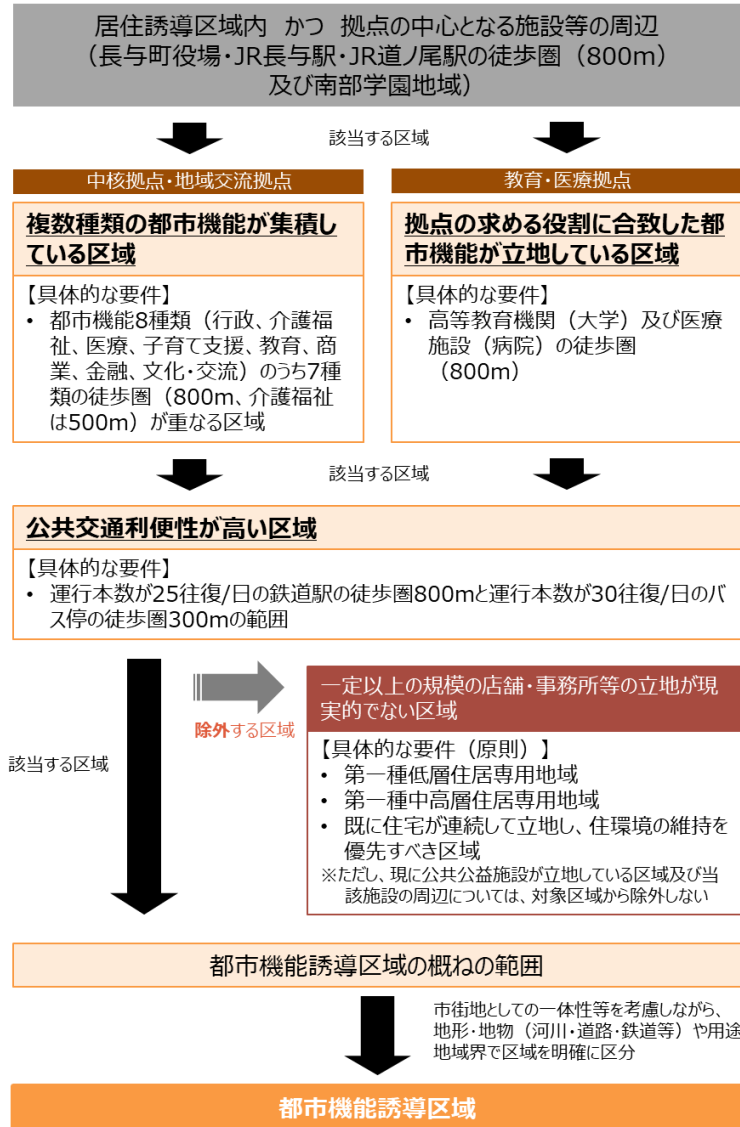 居住誘導区域内　かつ　拠点の中心となる施設等の周辺
（長与町役場・JR長与駅・JR道ノ尾駅の徒歩圏（800m）
及び南部学園地域）
該当する区域
中核拠点・地域交流拠点
複数種類の都市機能が集積し
ている区域
【具体的な要件】
• 都市機能8種類（行政、介護福
祉、医療、子育て支援、教育、商
業、金融、文化・交流）のうち7種
類の徒歩圏（800m、介護福祉
は500m）が重なる区域
教育・医療拠点
拠点の求める役割に合致した都
市機能が立地している区域
【具体的な要件】
• 高等教育機関（大学）及び医療
施設（病院）の徒歩圏
（800m）
該当する区域
公共交通利便性が高い区域
【具体的な要件】
• 運行本数が25往復/日の鉄道駅の徒歩圏800mと運行本数が30往復/日のバ
ス停の徒歩圏300mの範囲
除外する区域
該当する区域
一定以上の規模の店舗・事務所等の立地が現
実的でない区域
【具体的な要件（原則）】
• 第一種低層住居専用地域
• 第一種中高層住居専用地域
• 既に住宅が連続して立地し、住環境の維持を
優先すべき区域
※ただし、現に公共公益施設が立地している区域及び当
該施設の周辺については、対象区域から除外しない
都市機能誘導区域の概ねの範囲
市街地としての一体性等を考慮しながら、
地形・地物（河川・道路・鉄道等）や用途
地域界で区域を明確に区分
都市機能誘導区域